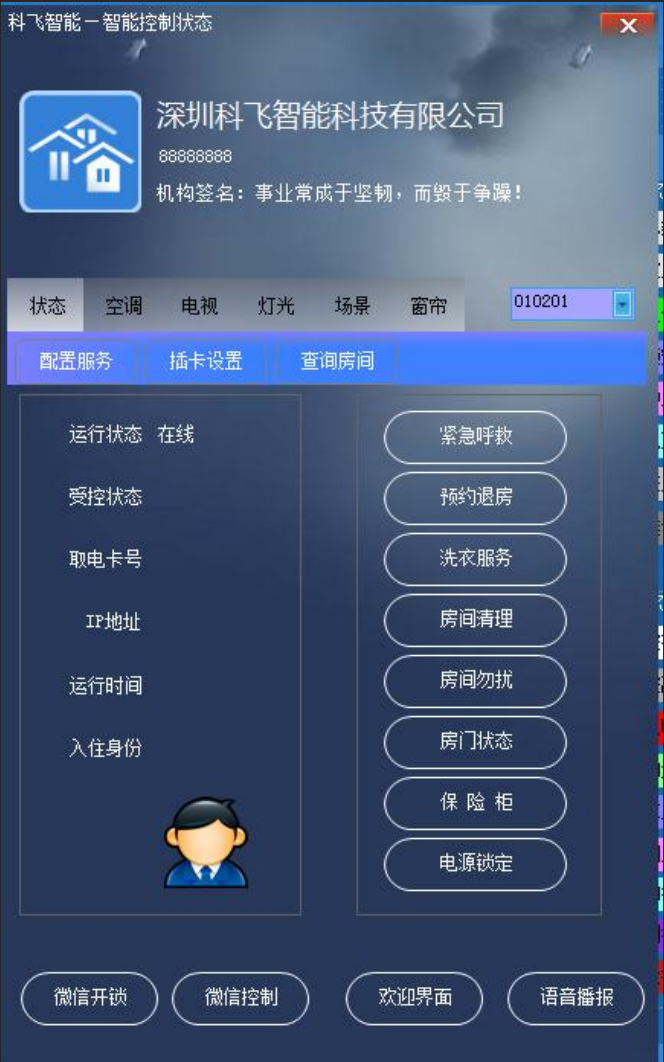 科飞智能－智能控制状态
深圳科飞智能科技有限公司
88888888
机构签名：事业常成于坚韧，而毁于争躁！
状态 空调 电视 灯光 场景 窗帘 010201
配置服务 插卡设置 查询房间
运行状态 在线
受控状态
取电卡号
IP地址
运行时间
入住身份
紧急呼救
预约退房
洗衣服务
房间清理
房间勿扰
房门状态
保 险 柜
电源锁定
微信开锁 微信控制 欢迎界面 语音播报